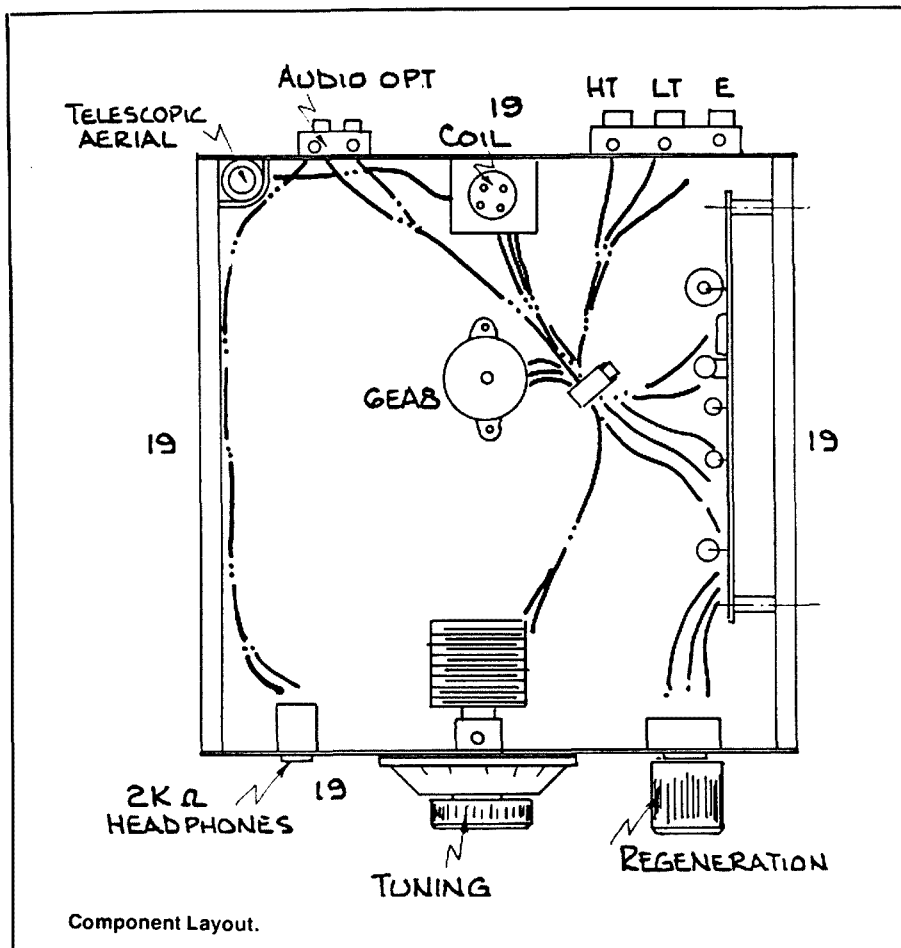 AUDIO OPT
HT LT E
TELESCOPIC
AERIAL
19
COIL
6EA8
19
19
2K Ω
HEADPHONES
19
REGENERATION
TUNING
Component Layout.